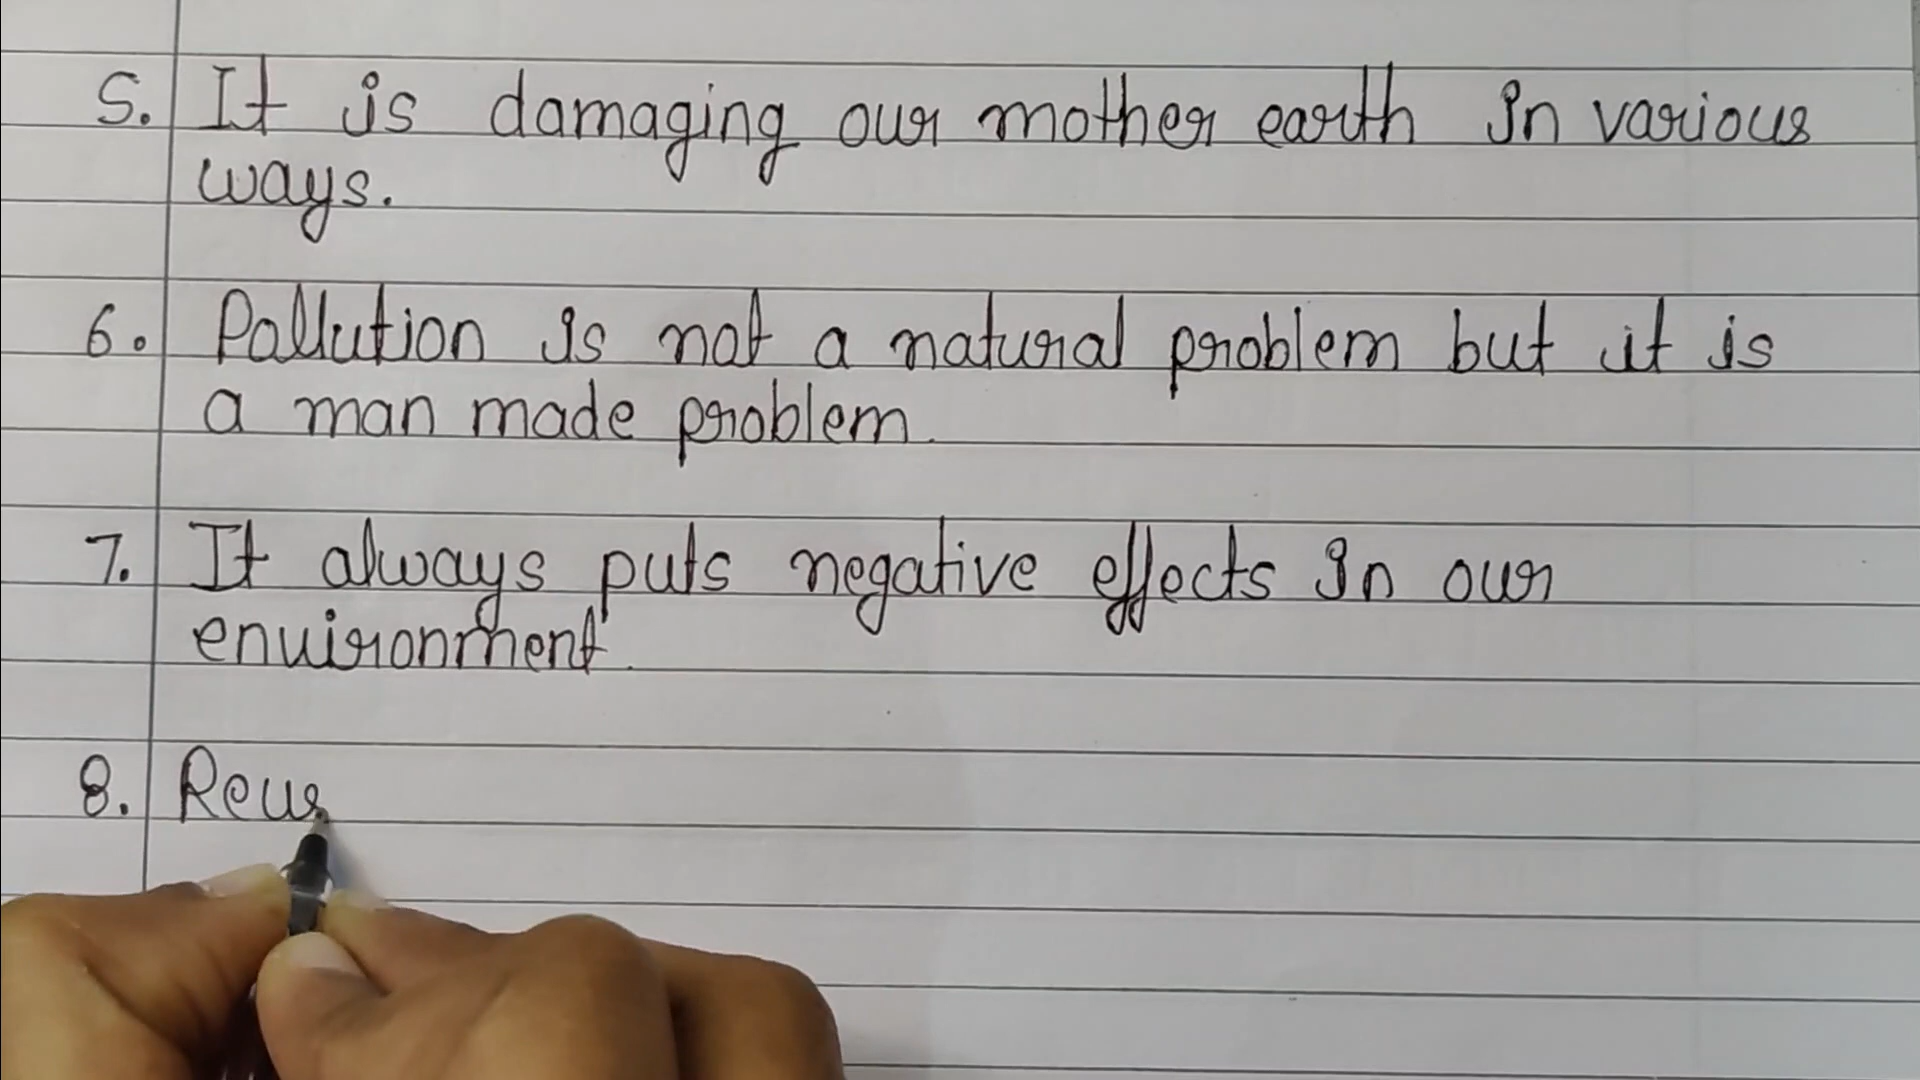 5. It is damaging our mother earth in various
ways.
6. Pollution is not a natural problem but it is
a man made problem.
7. It always puts negative effects in our
environment.
8. Reus